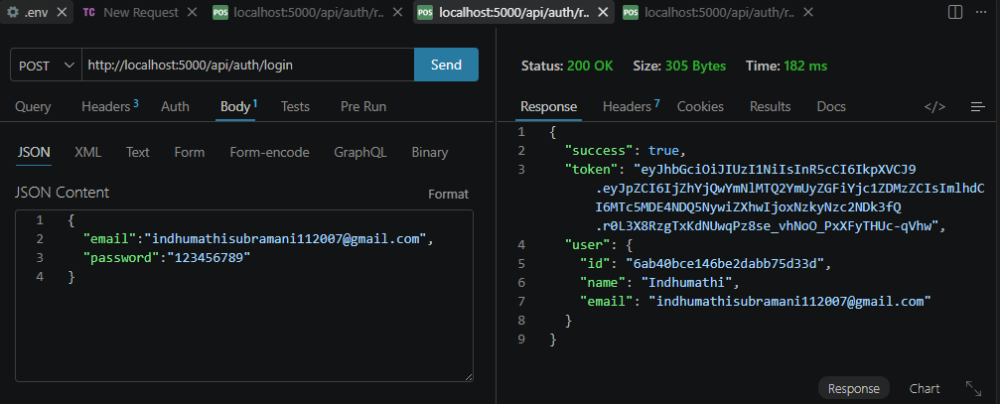 .env
TC New Request
POS localhost:5000/api/auth/r..
POS localhost:5000/api/auth/r..
POS localhost:5000/api/auth/r..
POST http://localhost:5000/api/auth/login Send
Query Headers 3 Auth Body 1 Tests Pre Run
JSON XML Text Form Form-encode GraphQL Binary
JSON Content Format
1 {
2 "email":"indhumathisubramani112007@gmail.com",
3 "password":"123456789"
4 }
Status: 200 OK Size: 305 Bytes Time: 182 ms
Response Headers 7 Cookies Results Docs </>
1 {
2 "success": true,
3 "token": "eyJhbGciOiJIUzI1NiIsInR5cCI6IkpXVCJ9
.eyJpZCI6IjZhYjQwYmNlMTQ2YmUyZGFiYjc1ZDMzZCIsImlhdC
I6MTc5MDE4NDQ5NywiZXhwIjoxNzkyNzc2NDk3fQ
.r0L3X8RzgTxKdNUwqPz8se_vhNoO_PxXFyTHUc-qVhw",
4 "user": {
5 "id": "6ab40bce146be2dabb75d33d",
6 "name": "Indhumathi",
7 "email": "indhumathisubramani112007@gmail.com"
8 }
9 }
Response Chart